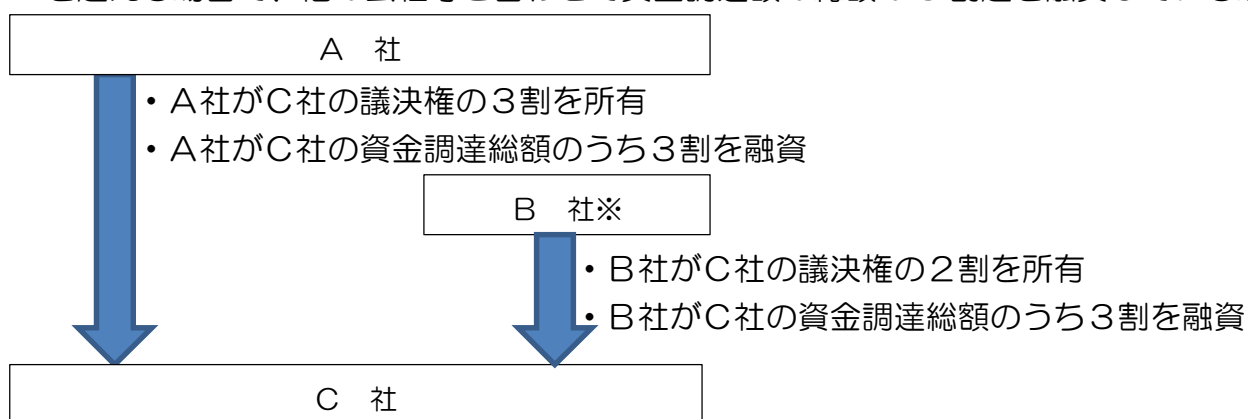 A 社
・A社がC社の議決権の3割を所有
・A社がC社の資金調達総額のうち3割を融資
B 社※
・B社がC社の議決権の2割を所有
・B社がC社の資金調達総額のうち3割を融資
C 社